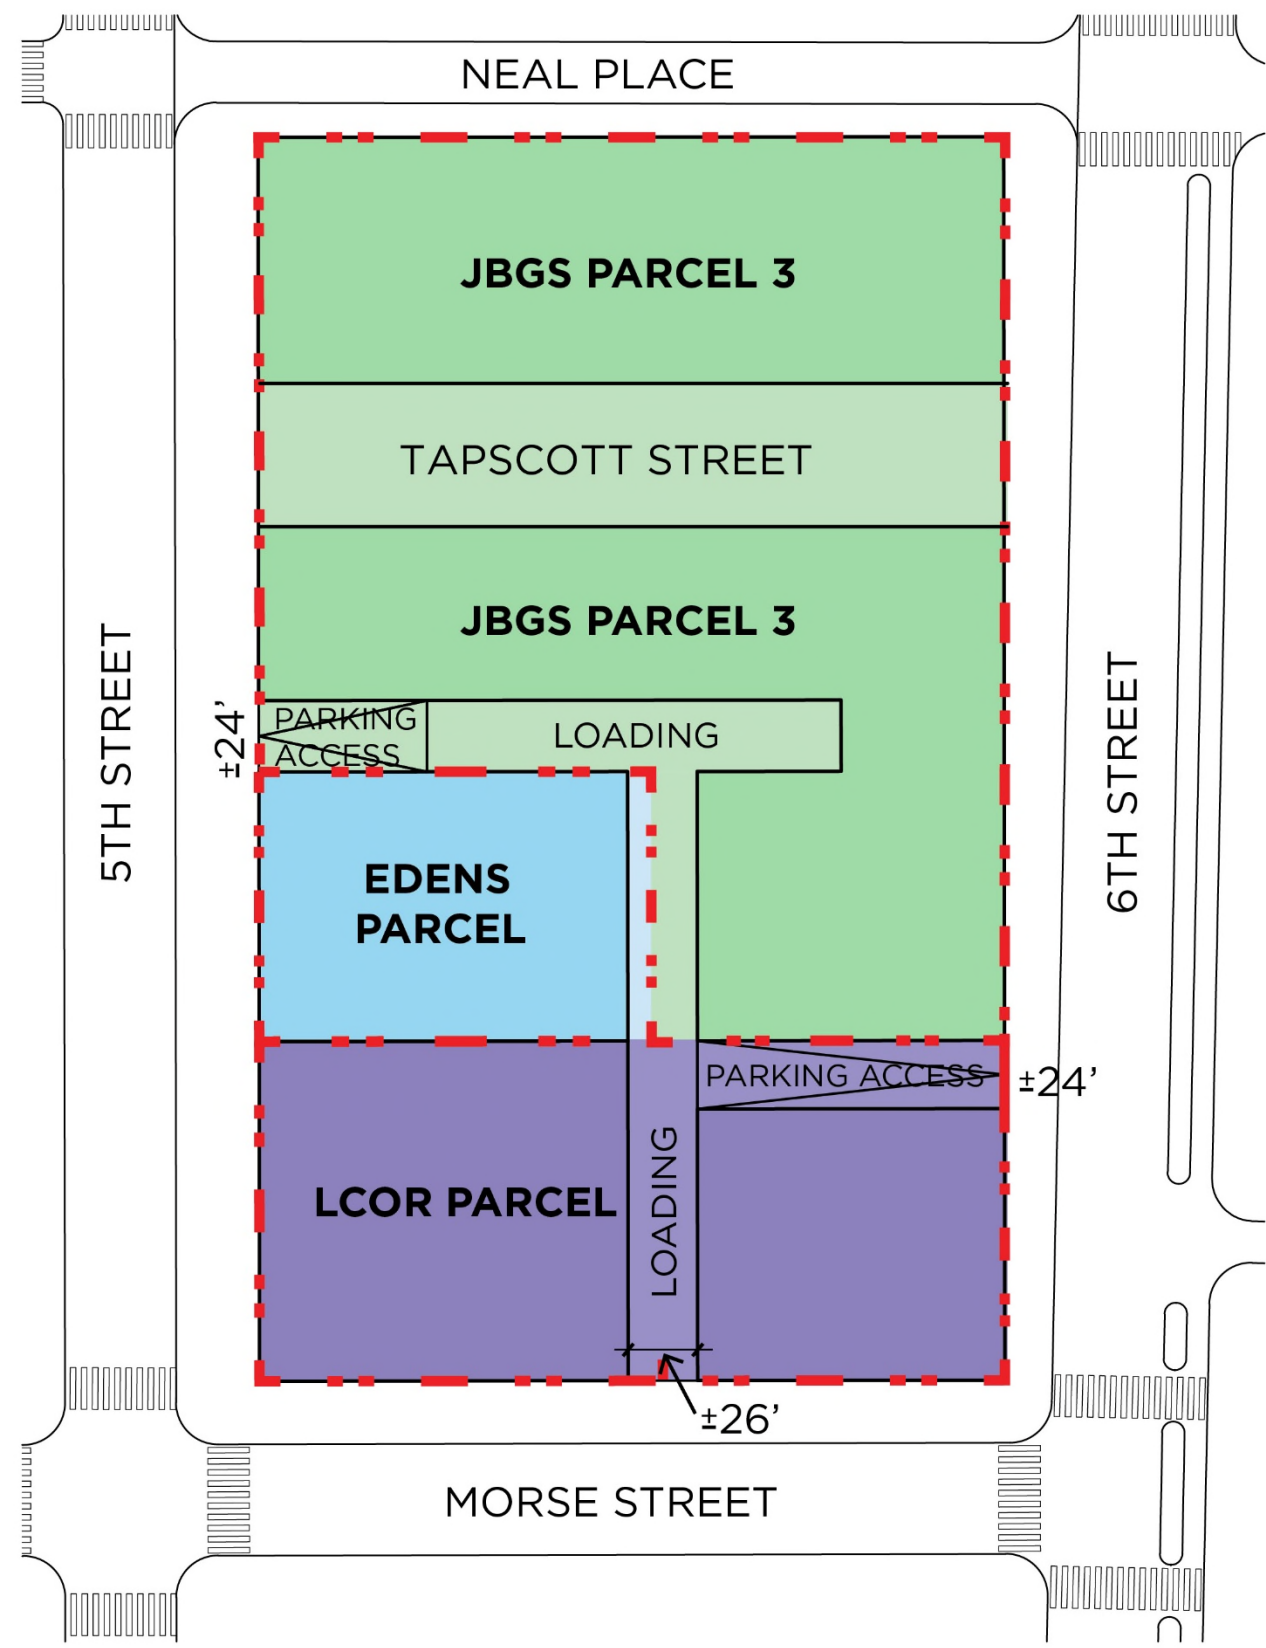 NEAL PLACE
JBGS PARCEL 3
TAPSCOTT STREET
JBGS PARCEL 3
5TH STREET
6TH STREET
±24’
PARKING
ACCESS
LOADING
EDENS
PARCEL
PARKING ACCESS
±24’
LCOR PARCEL
LOADING
±26’
MORSE STREET